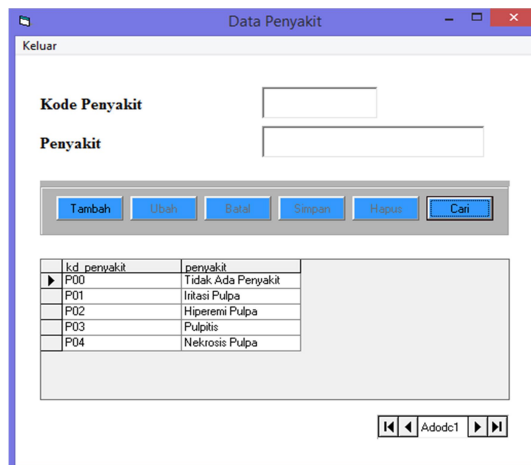 Data Penyakit
Keluar
Kode Penyakit
Penyakit
Tambah Ubah Batal Simpan Hapus Cari
kd_penyakit penyakit
P00 Tidak Ada Penyakit
P01 Iritasi Pulpa
P02 Hiperemi Pulpa
P03 Pulpitis
P04 Nekrosis Pulpa
Adodc1